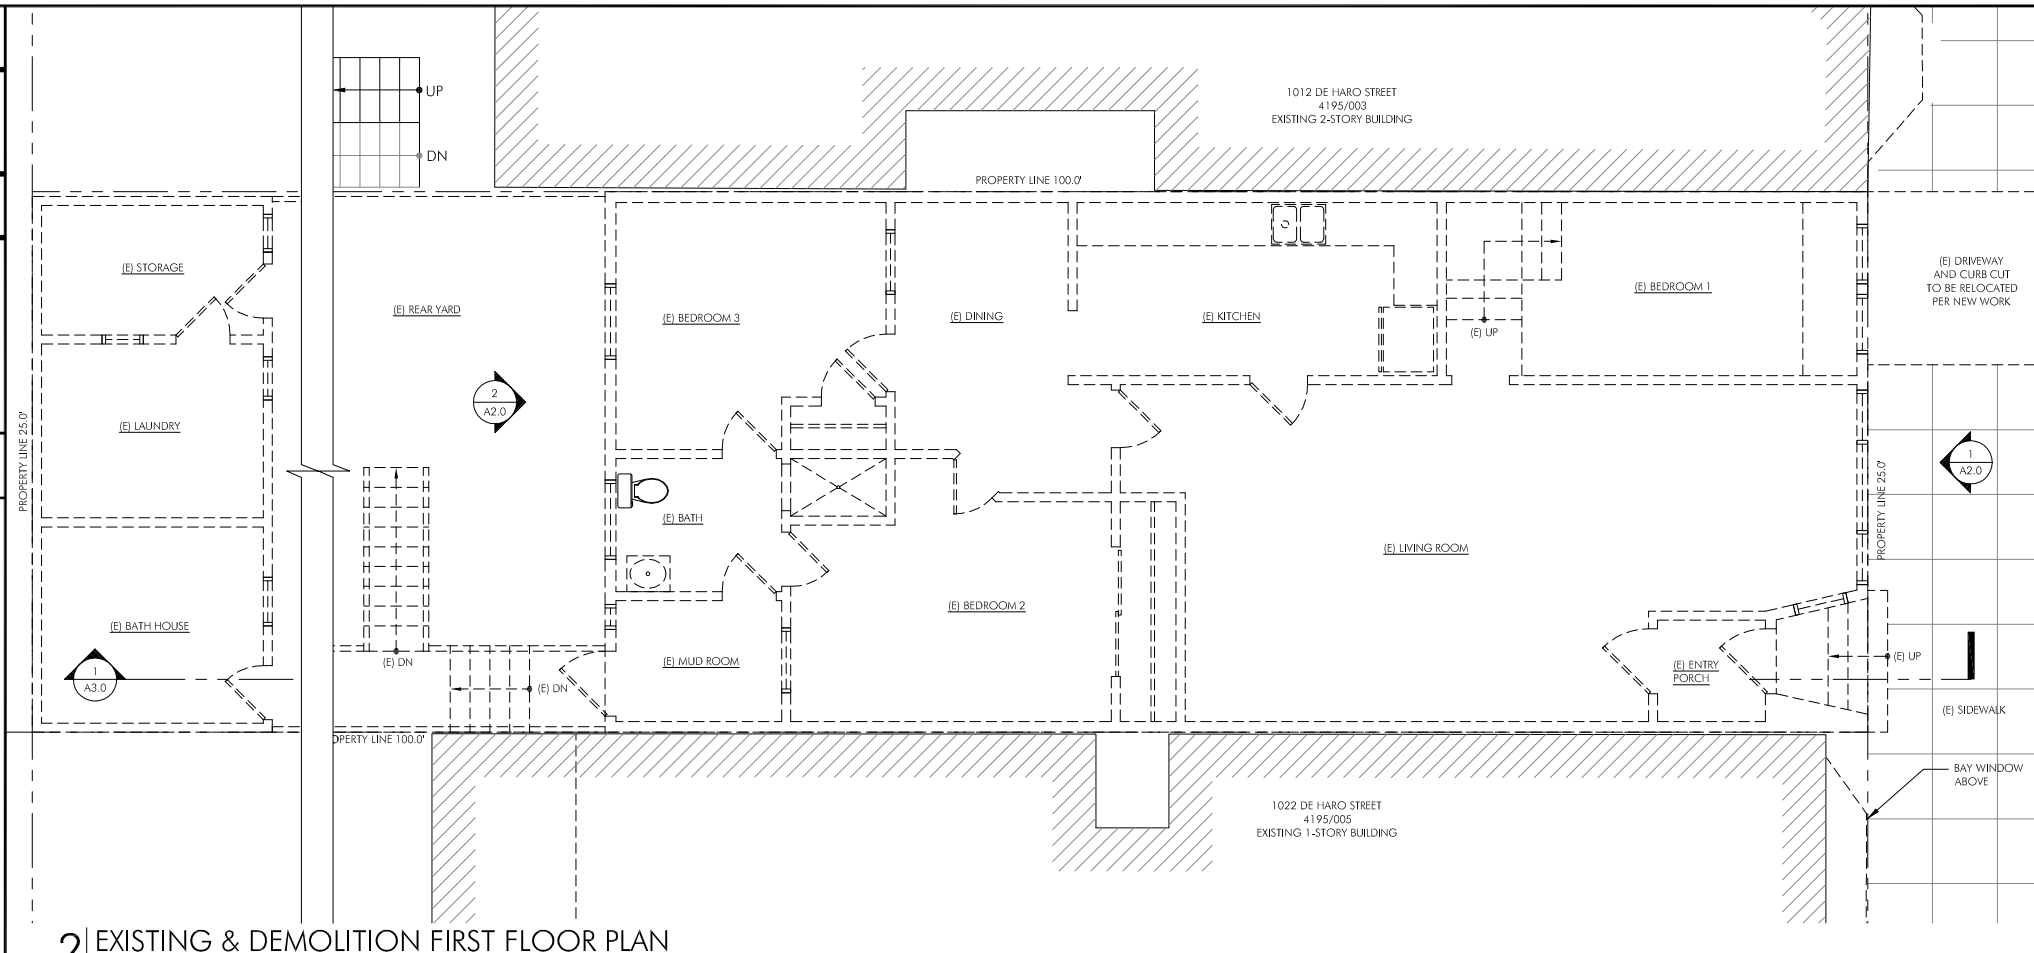 UP
DN
1012 DE HARO STREET
4195/003
EXISTING 2-STORY BUILDING
PROPERTY LINE 100.0'
(E) STORAGE
(E) REAR YARD
(E) BEDROOM 3
(E) DINING
(E) KITCHEN
(E) UP
(E) BEDROOM 1
(E) DRIVEWAY
AND CURB CUT
TO BE RELOCATED
PER NEW WORK
2
A2.0
(E) LAUNDRY
PROPERTY LINE 25.0'
1
A2.0
PROPERTY LINE 25.0'
(E) BATH
(E) LIVING ROOM
(E) BEDROOM 2
(E) BATH HOUSE
1
A3.0
(E) DN
(E) MUD ROOM
(E) DN
(E) ENTRY
PORCH
(E) UP
(E) SIDEWALK
OPERTY LINE 100.0'
BAY WINDOW
ABOVE
1022 DE HARO STREET
4195/005
EXISTING 1-STORY BUILDING
2 EXISTING & DEMOLITION FIRST FLOOR PLAN